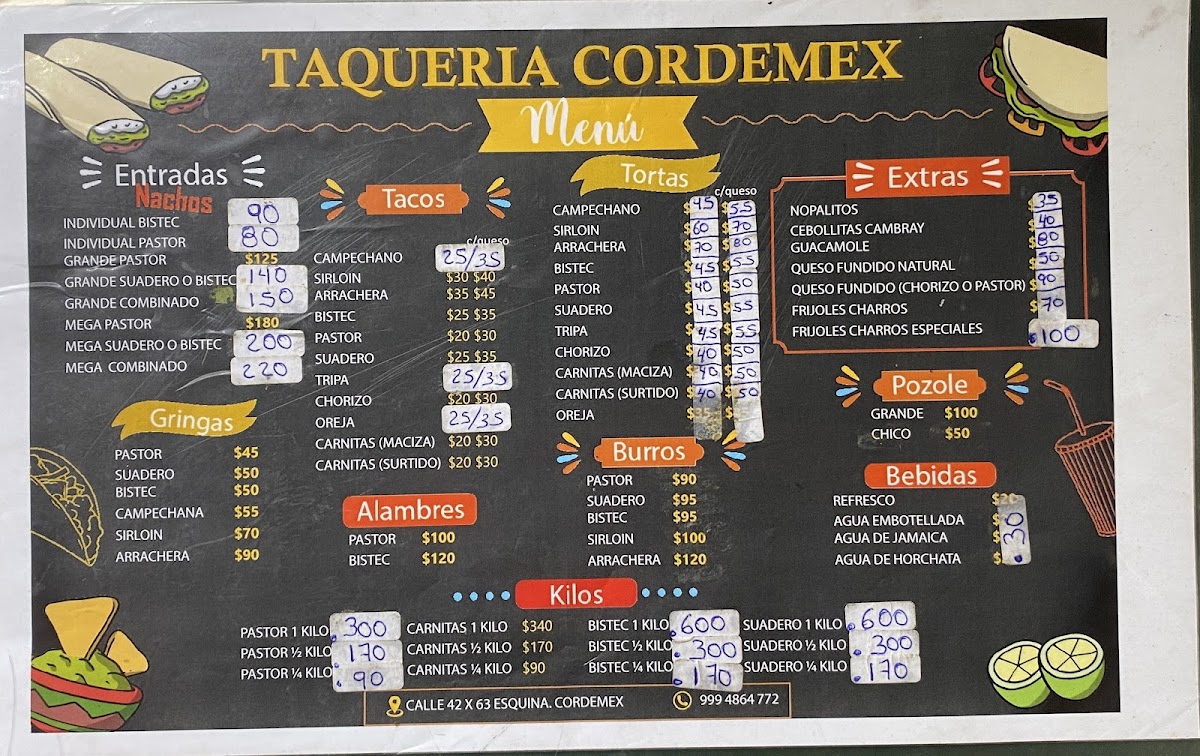 TAQUERIA CORDEMEX
Menú
Entradas
Nachos
INDIVIDUAL BISTEC 90
INDIVIDUAL PASTOR 80
GRANDE PASTOR $125
GRANDE SUADERO O BISTEC 140
GRANDE COMBINADO 150
MEGA PASTOR $180
MEGA SUADERO O BISTEC 200
MEGA COMBINADO 220
Gringas
PASTOR $45
SUADERO $50
BISTEC $50
CAMPECHANA $55
SIRLOIN $70
ARRACHERA $90
Tacos
c/queso
CAMPECHANO 25/35
SIRLOIN $30 $40
ARRACHERA $35 $45
BISTEC $25 $35
PASTOR $20 $30
SUADERO $25 $35
TRIPA 25/35
CHORIZO $20 $30
OREJA 25/35
CARNITAS (MACIZA) $20 $30
CARNITAS (SURTIDO) $20 $30
Alambres
PASTOR $100
BISTEC $120
Tortas
c/queso
CAMPECHANO $45 $55
SIRLOIN $60 $70
ARRACHERA $70 $80
BISTEC $45 $55
PASTOR $40 $50
SUADERO $45 $55
TRIPA $45 $55
CHORIZO $40 $50
CARNITAS (MACIZA) $40 $50
CARNITAS (SURTIDO) $40 $50
OREJA $35
Burros
PASTOR $90
SUADERO $95
BISTEC $95
SIRLOIN $100
ARRACHERA $120
Extras
NOPALITOS $35
CEBOLLITAS CAMBRAY $40
GUACAMOLE $80
QUESO FUNDIDO NATURAL $50
QUESO FUNDIDO (CHORIZO O PASTOR) $90
FRIJOLES CHARROS $70
FRIJOLES CHARROS ESPECIALES 100
Pozole
GRANDE $100
CHICO $50
Bebidas
REFRESCO $20
AGUA EMBOTELLADA $
AGUA DE JAMAICA $ 30
AGUA DE HORCHATA $
Kilos
PASTOR 1 KILO .300 CARNITAS 1 KILO $340 BISTEC 1 KILO .600 SUADERO 1 KILO .600
PASTOR ½ KILO .170 CARNITAS ½ KILO $170 BISTEC ½ KILO .300 SUADERO ½ KILO .300
PASTOR ¼ KILO .90 CARNITAS ¼ KILO $90 BISTEC ¼ KILO .170 SUADERO ¼ KILO .170
CALLE 42 X 63 ESQUINA. CORDEMEX 999 4864 772